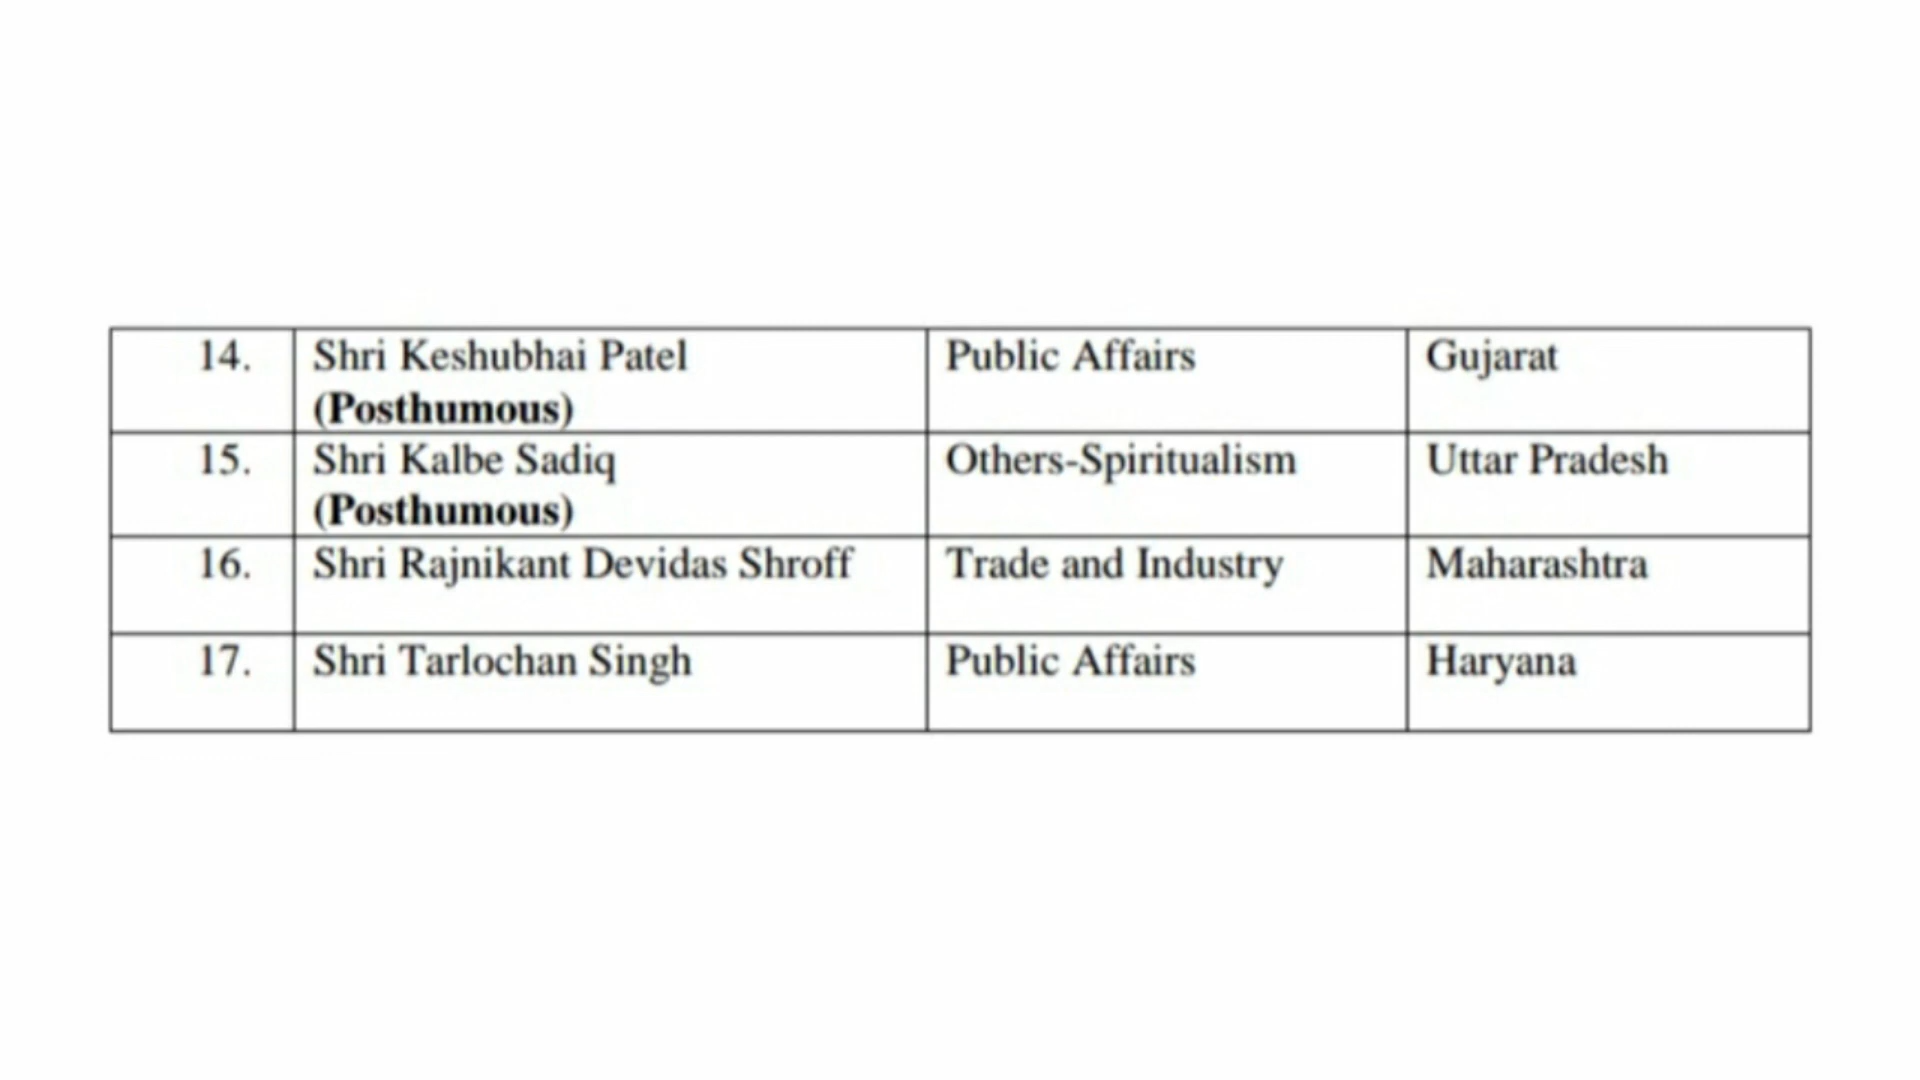 14. Shri Keshubhai Patel Public Affairs Gujarat
(Posthumous)
15. Shri Kalbe Sadiq Others-Spiritualism Uttar Pradesh
(Posthumous)
16. Shri Rajnikant Devidas Shroff Trade and Industry Maharashtra
17. Shri Tarlochan Singh Public Affairs Haryana